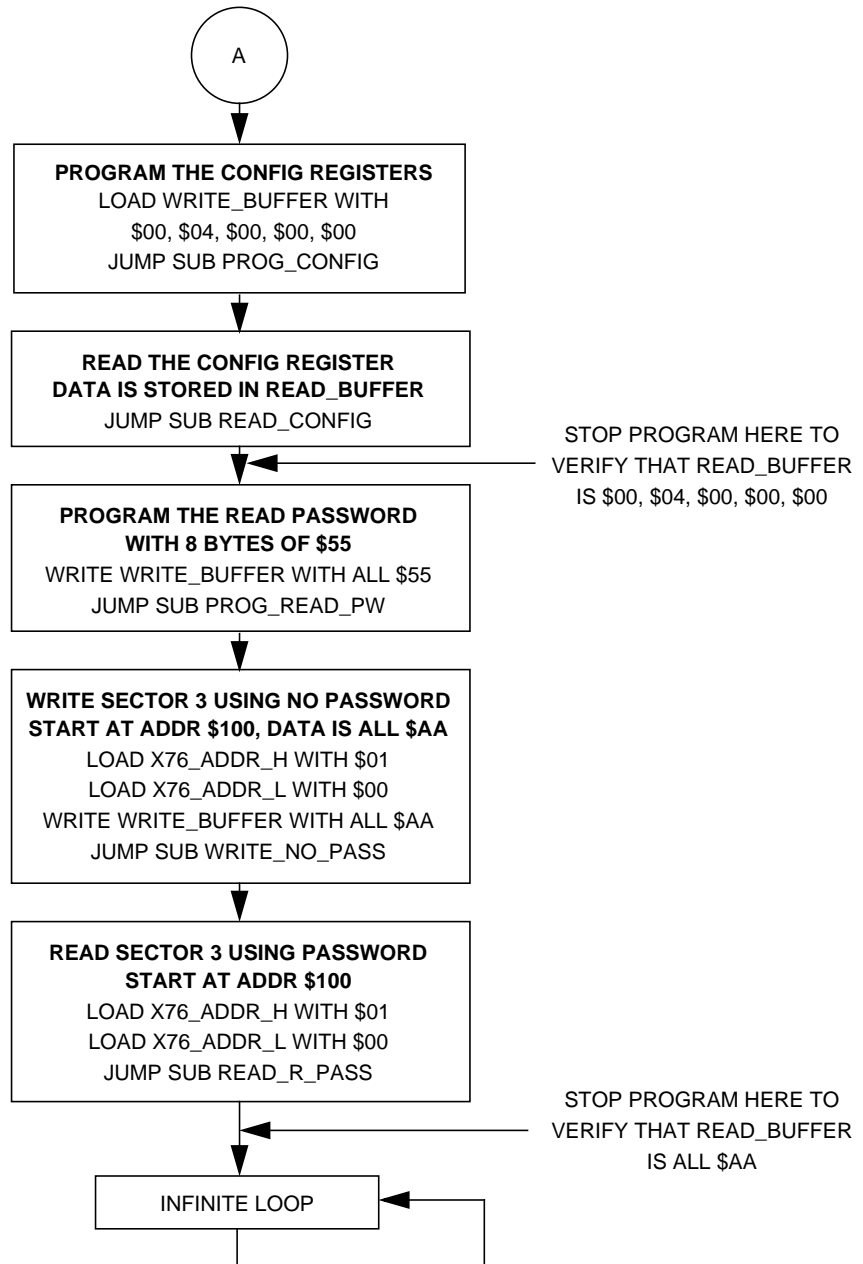 A
PROGRAM THE CONFIG REGISTERS
LOAD WRITE_BUFFER WITH
$00, $04, $00, $00, $00
JUMP SUB PROG_CONFIG
READ THE CONFIG REGISTER
DATA IS STORED IN READ_BUFFER
JUMP SUB READ_CONFIG
STOP PROGRAM HERE TO
VERIFY THAT READ_BUFFER
IS $00, $04, $00, $00, $00
PROGRAM THE READ PASSWORD
WITH 8 BYTES OF $55
WRITE WRITE_BUFFER WITH ALL $55
JUMP SUB PROG_READ_PW
WRITE SECTOR 3 USING NO PASSWORD
START AT ADDR $100, DATA IS ALL $AA
LOAD X76_ADDR_H WITH $01
LOAD X76_ADDR_L WITH $00
WRITE WRITE_BUFFER WITH ALL $AA
JUMP SUB WRITE_NO_PASS
READ SECTOR 3 USING PASSWORD
START AT ADDR $100
LOAD X76_ADDR_H WITH $01
LOAD X76_ADDR_L WITH $00
JUMP SUB READ_R_PASS
STOP PROGRAM HERE TO
VERIFY THAT READ_BUFFER
IS ALL $AA
INFINITE LOOP